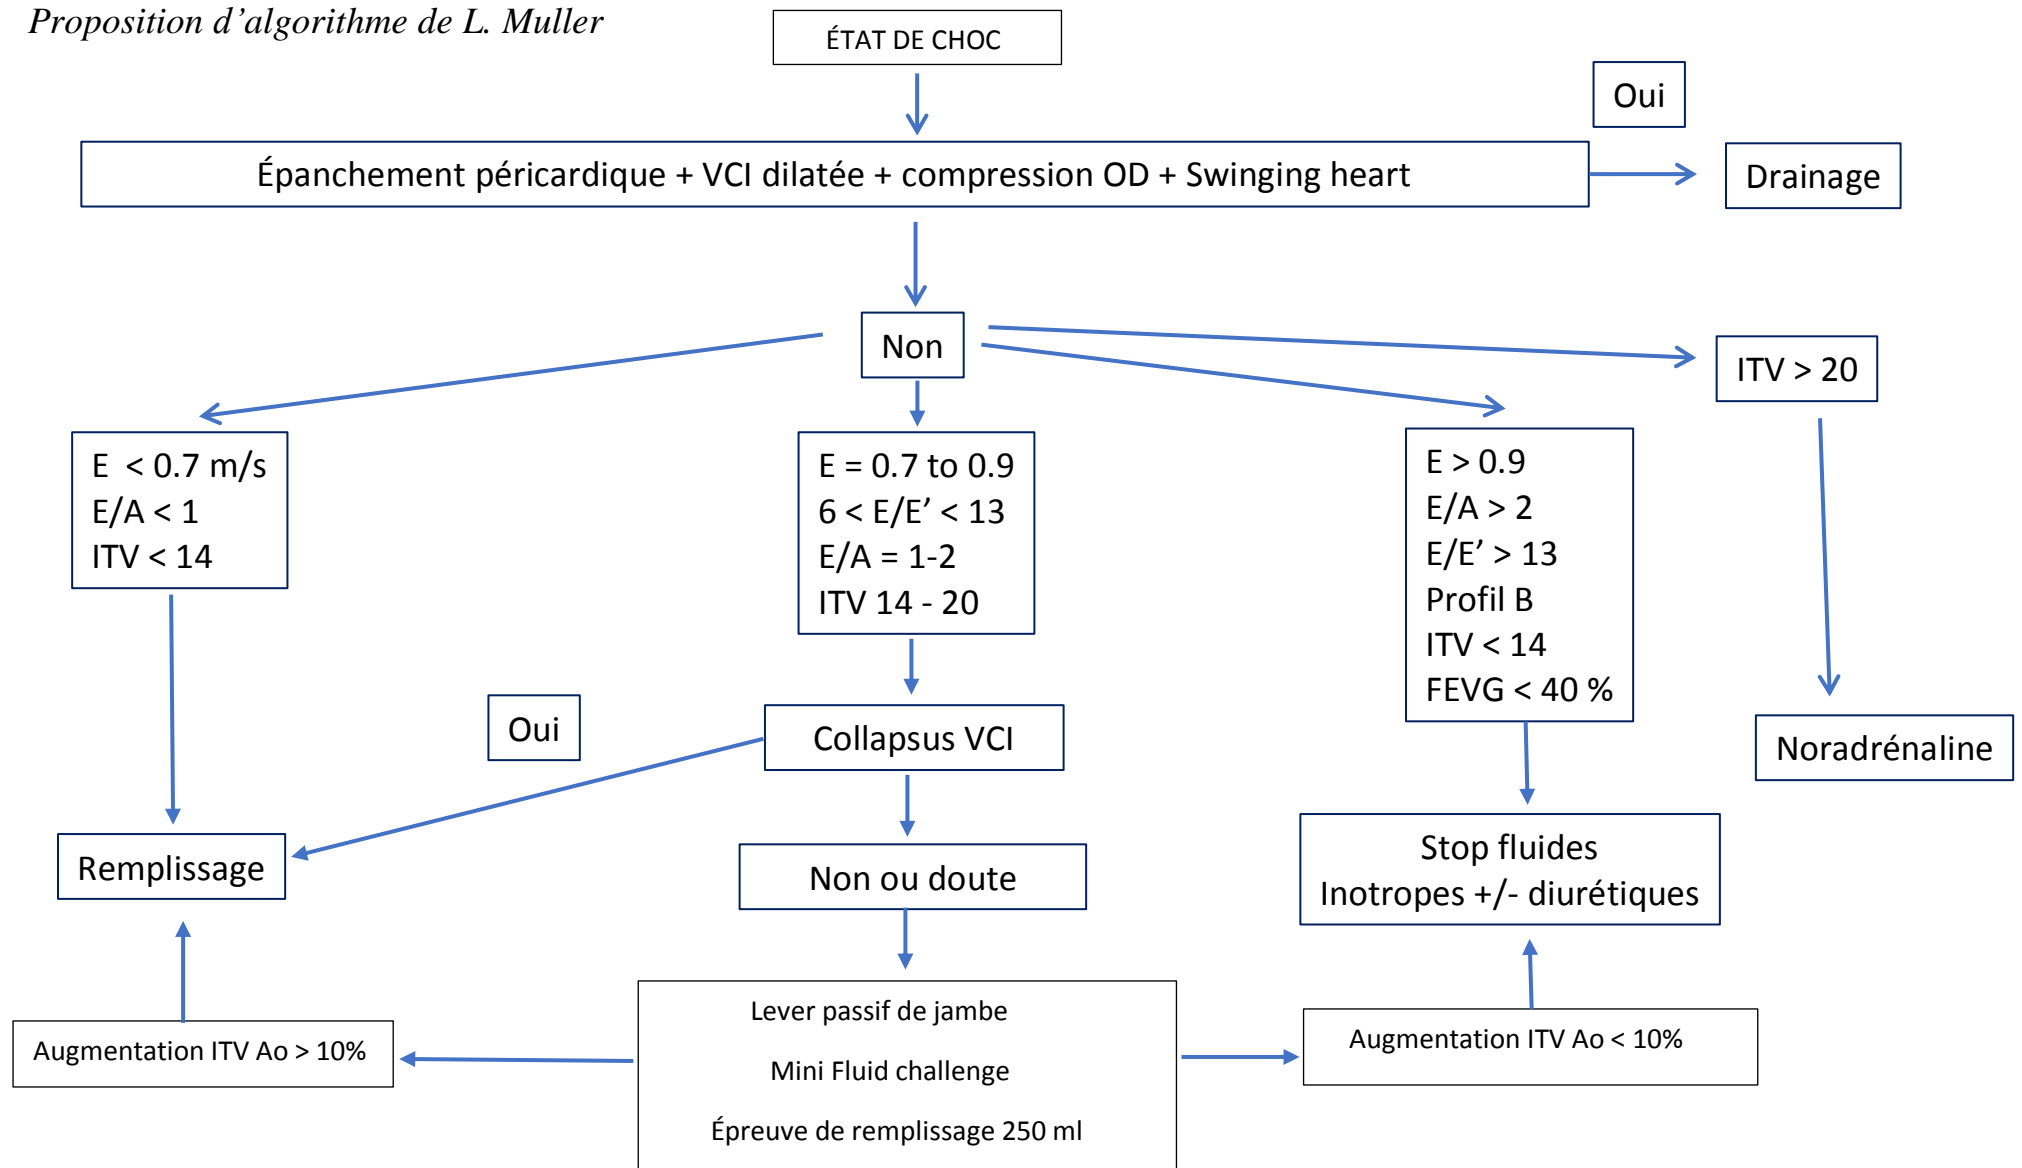 Proposition d’algorithme de L. Muller
ÉTAT DE CHOC
Oui
Épanchement péricardique + VCI dilatée + compression OD + Swinging heart
Drainage
Non
ITV > 20
E < 0.7 m/s
E/A < 1
ITV < 14
E = 0.7 to 0.9
6 < E/E’ < 13
E/A = 1-2
ITV 14 - 20
E > 0.9
E/A > 2
E/E’ > 13
Profil B
ITV < 14
FEVG < 40 %
Oui
Collapsus VCI
Noradrénaline
Remplissage
Non ou doute
Stop fluides
Inotropes +/- diurétiques
Augmentation ITV Ao > 10%
Lever passif de jambe
Mini Fluid challenge
Épreuve de remplissage 250 ml
Augmentation ITV Ao < 10%